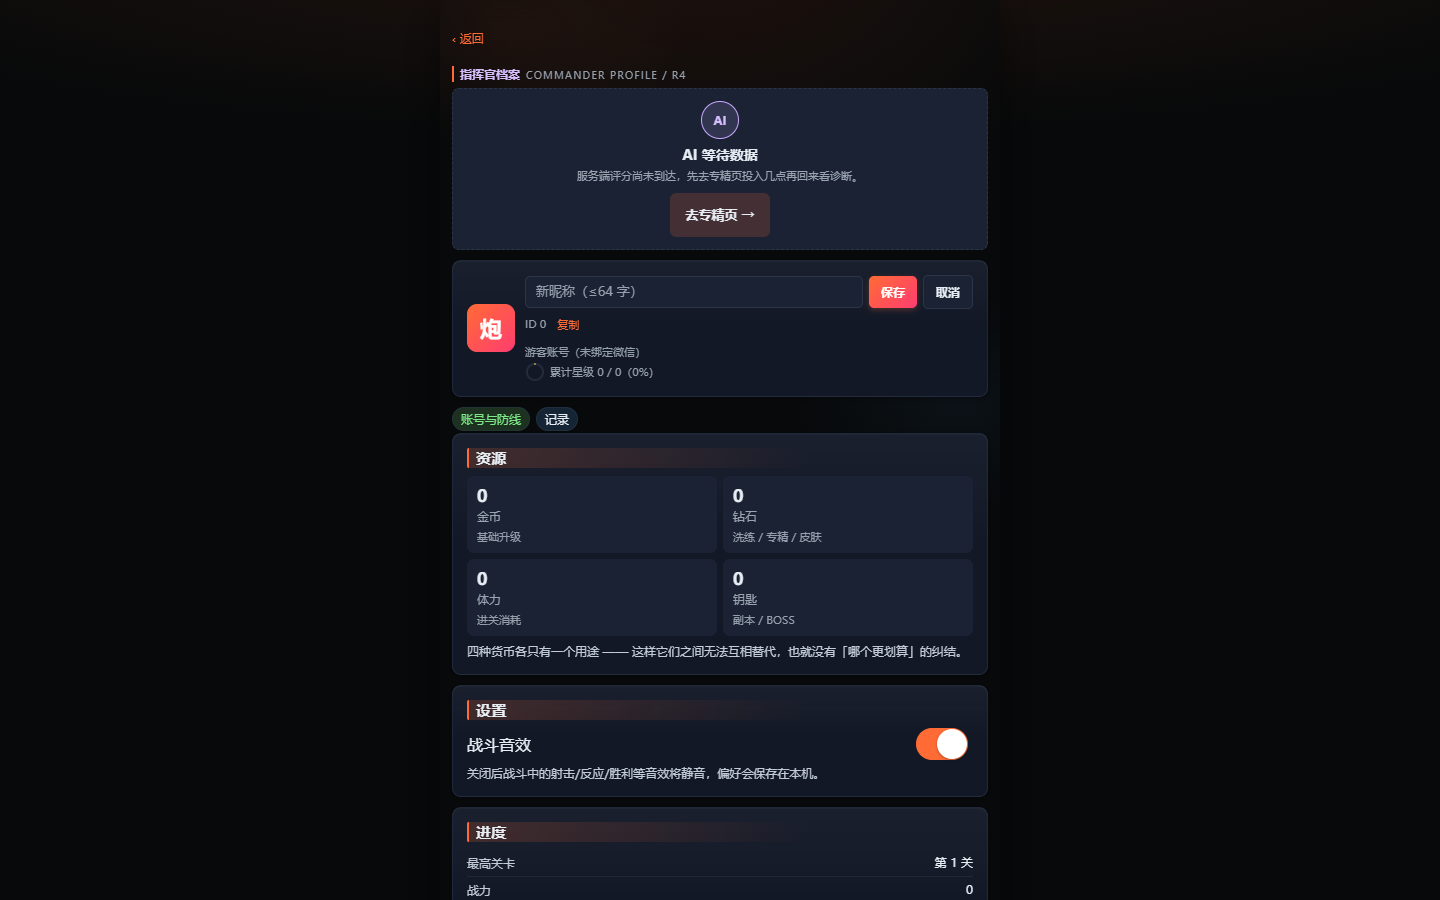 ‹ 返回
指挥官档案 COMMANDER PROFILE / R4
AI
AI 等待数据
服务端评分尚未到达，先去专精页投入几点再回来看诊断。
去专精页 →
炮
新昵称（≤64 字）
保存
取消
ID 0 复制
游客账号（未绑定微信）
累计星级 0 / 0（0%）
账号与防线
记录
资源
0
金币
基础升级
0
钻石
洗练 / 专精 / 皮肤
0
体力
进关消耗
0
钥匙
副本 / BOSS
四种货币各只有一个用途 —— 这样它们之间无法互相替代，也就没有「哪个更划算」的纠结。
设置
战斗音效
关闭后战斗中的射击/反应/胜利等音效将静音，偏好会保存在本机。
进度
最高关卡 第 1 关
战力 0